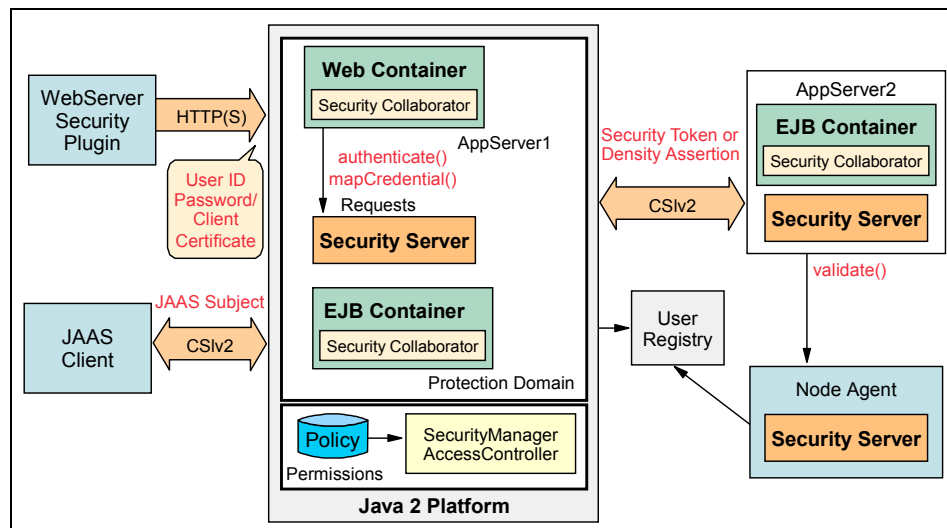 WebServer
Security
Plugin
HTTP(S)
User ID
Password/
Client
Certificate
JAAS Subject
JAAS
Client
CSIv2
Web Container
Security Collaborator
AppServer1
authenticate()
mapCredential()
Requests
Security Server
EJB Container
Security Collaborator
Protection Domain
Policy
Permissions
SecurityManager
AccessController
Java 2 Platform
Security Token or
Density Assertion
CSIv2
AppServer2
EJB Container
Security Collaborator
Security Server
validate()
User
Registry
Node Agent
Security Server